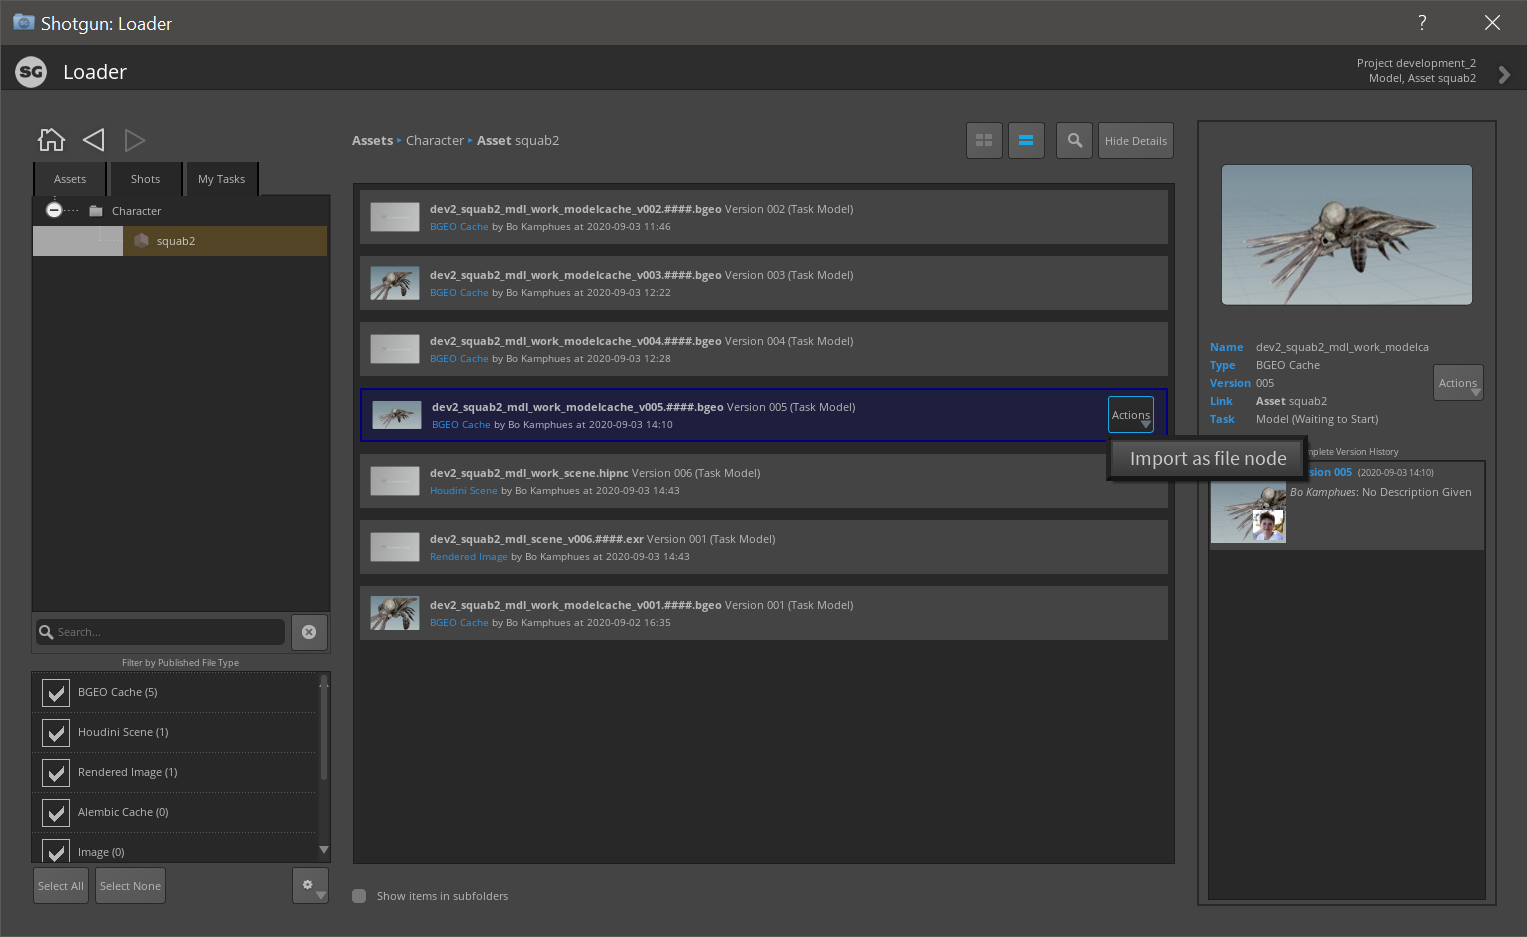 Shotgun: Loader
?
SG
Loader
Project development_2
Model, Asset squab2
Assets
Shots
My Tasks
Character
squab2
Search...
Filter by Published File Type
BGEO Cache (5)
Houdini Scene (1)
Rendered Image (1)
Alembic Cache (0)
Image (0)
Select All
Select None
Assets ▸ Character ▸ Asset squab2
Hide Details
dev2_squab2_mdl_work_modelcache_v002.####.bgeo Version 002 (Task Model)
BGEO Cache by Bo Kamphues at 2020-09-03 11:46
dev2_squab2_mdl_work_modelcache_v003.####.bgeo Version 003 (Task Model)
BGEO Cache by Bo Kamphues at 2020-09-03 12:22
dev2_squab2_mdl_work_modelcache_v004.####.bgeo Version 004 (Task Model)
BGEO Cache by Bo Kamphues at 2020-09-03 12:28
dev2_squab2_mdl_work_modelcache_v005.####.bgeo Version 005 (Task Model)
BGEO Cache by Bo Kamphues at 2020-09-03 14:10
Actions
Import as file node
dev2_squab2_mdl_work_scene.hipnc Version 006 (Task Model)
Houdini Scene by Bo Kamphues at 2020-09-03 14:43
dev2_squab2_mdl_scene_v006.####.exr Version 001 (Task Model)
Rendered Image by Bo Kamphues at 2020-09-03 14:43
dev2_squab2_mdl_work_modelcache_v001.####.bgeo Version 001 (Task Model)
BGEO Cache by Bo Kamphues at 2020-09-02 16:35
Show items in subfolders
Name dev2_squab2_mdl_work_modelca
Type BGEO Cache
Version 005
Link Asset squab2
Task Model (Waiting to Start)
Actions
mplete Version History
sion 005 (2020-09-03 14:10)
Bo Kamphues: No Description Given